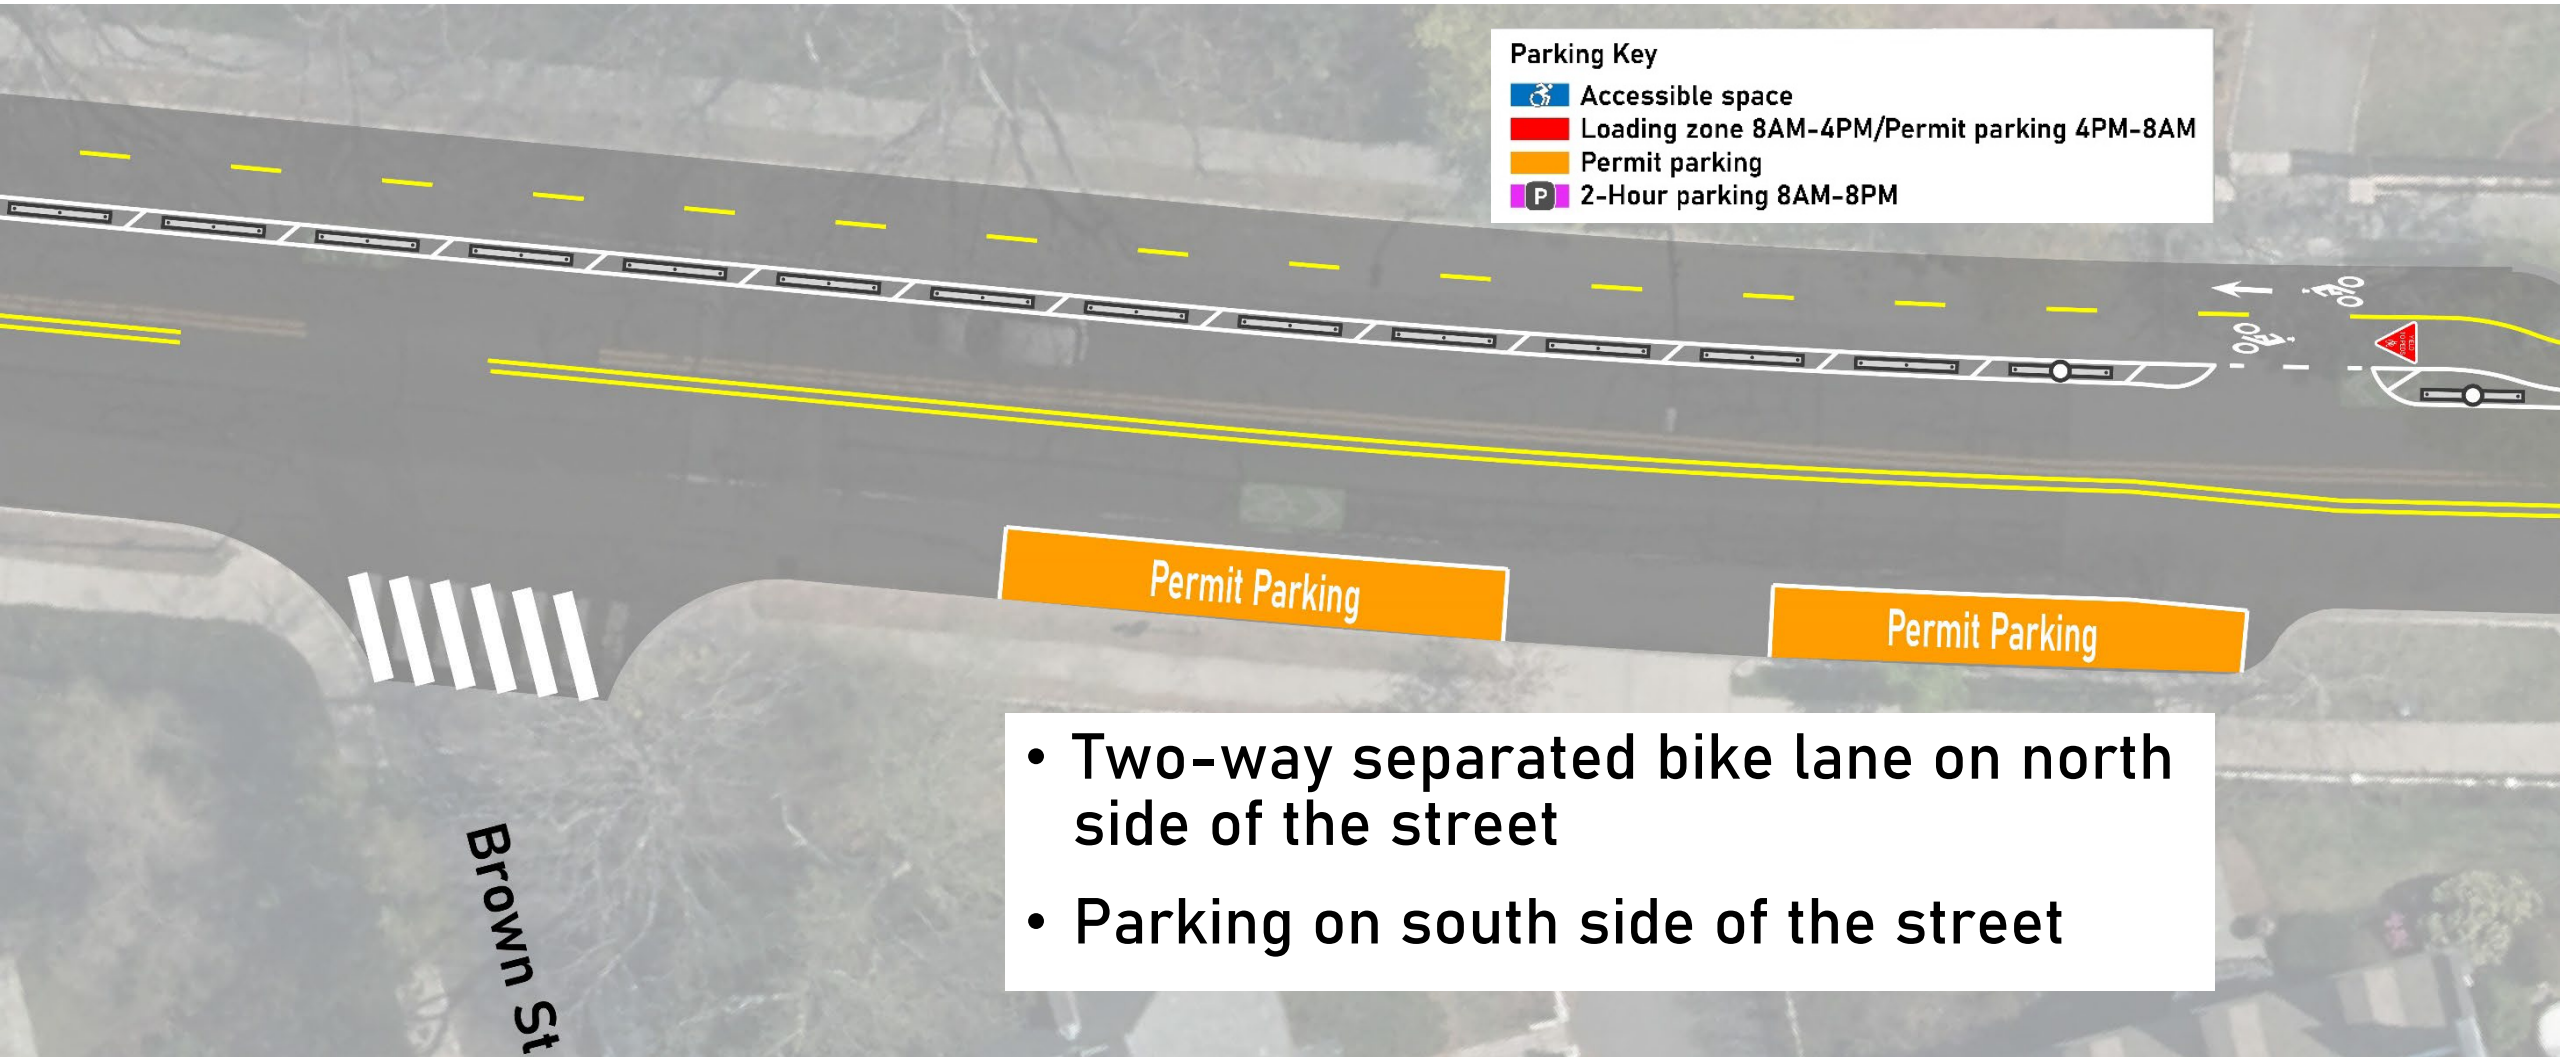 Parking Key
Accessible space
Loading zone 8AM-4PM/Permit parking 4PM-8AM
Permit parking
P 2-Hour parking 8AM-8PM
Permit Parking
Permit Parking
• Two-way separated bike lane on north
side of the street
• Parking on south side of the street
Brown St